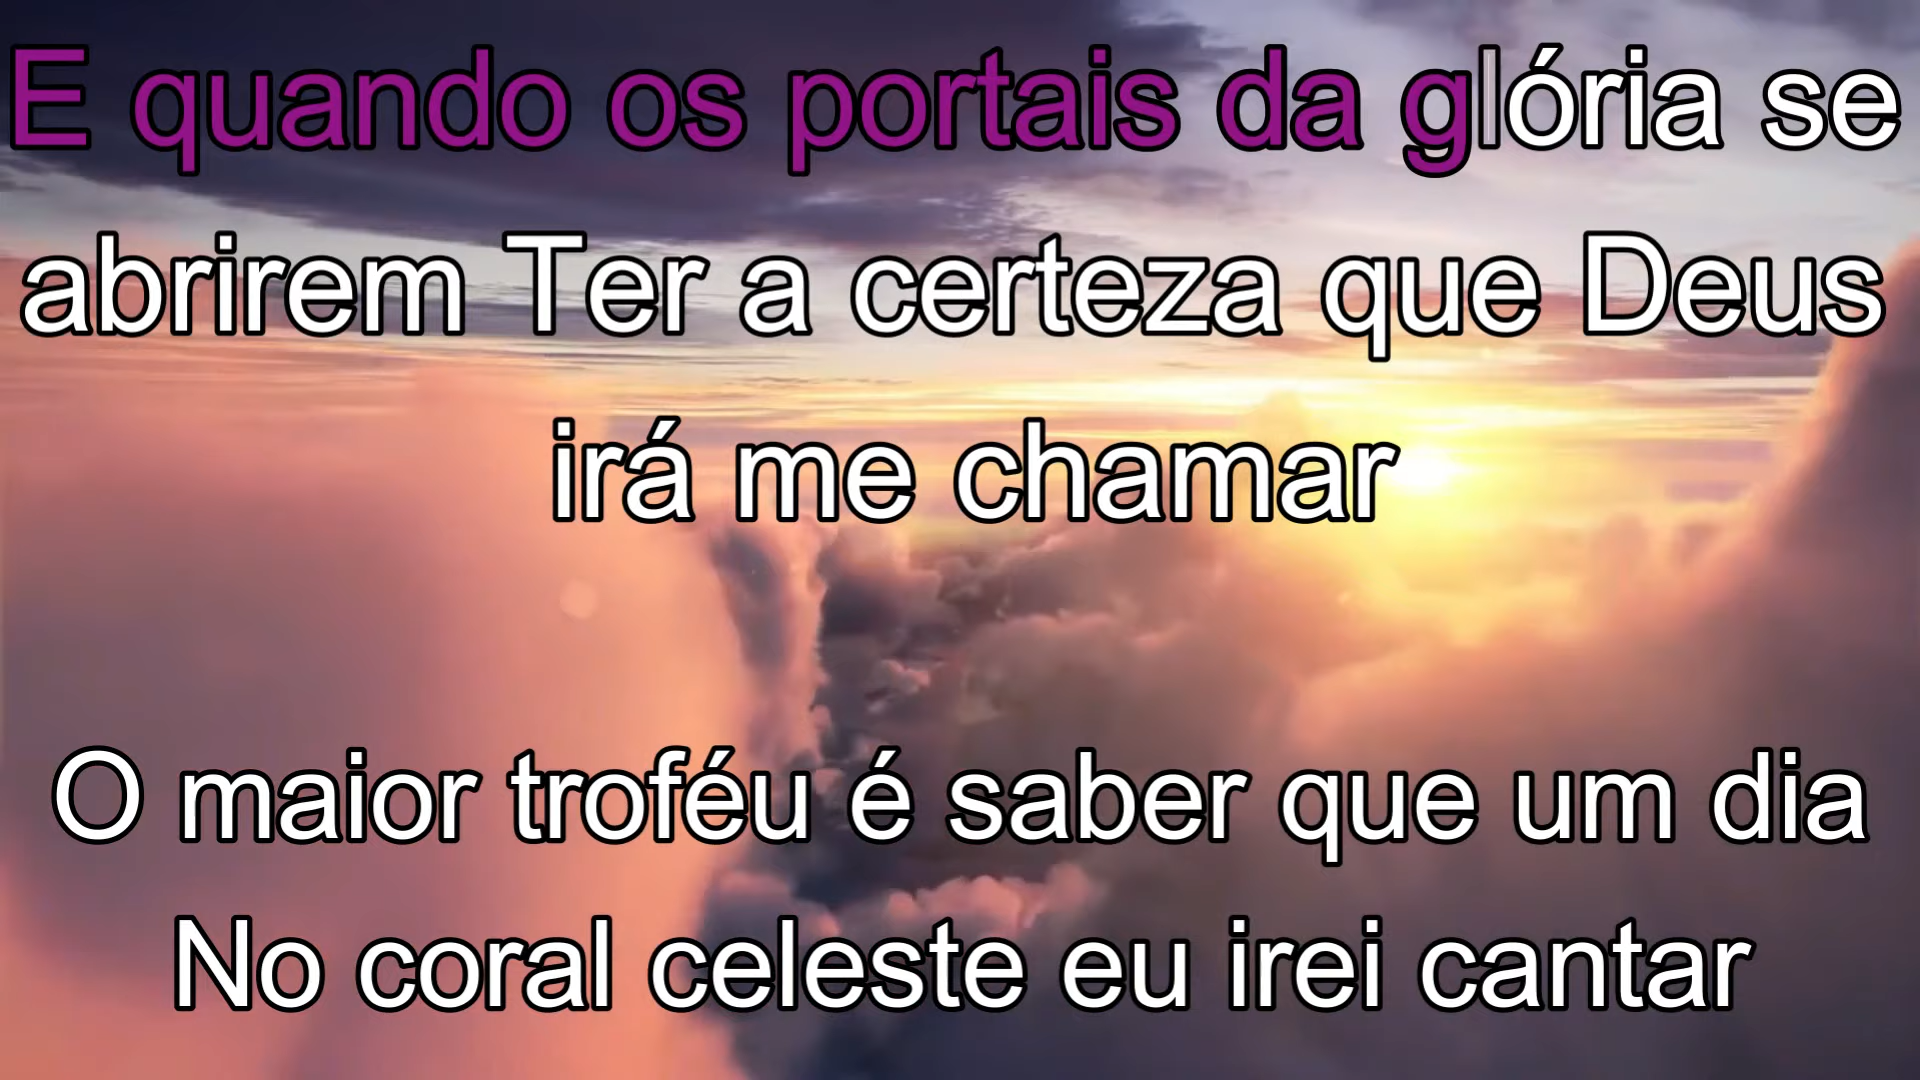 E quando os portais da glória se
abrirem Ter a certeza que Deus
irá me chamar
O maior troféu é saber que um dia
No coral celeste eu irei cantar